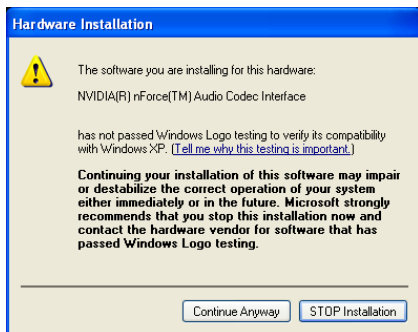 Hardware Installation
The software you are installing for this hardware:
NVIDIA(R) nForce(TM) Audio Codec Interface
has not passed Windows Logo testing to verify its compatibility
with Windows XP. (Tell me why this testing is important.)
Continuing your installation of this software may impair
or destabilize the correct operation of your system
either immediately or in the future. Microsoft strongly
recommends that you stop this installation now and
contact the hardware vendor for software that has
passed Windows Logo testing.
Continue Anyway
STOP Installation